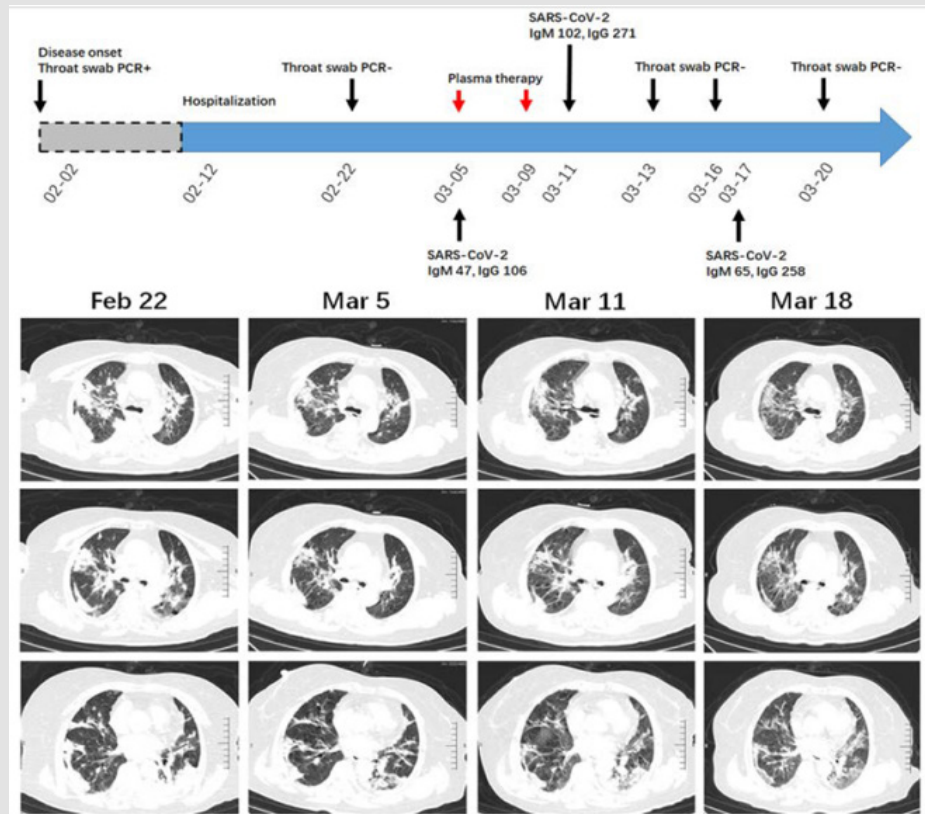 SARS-CoV-2
IgM 102, IgG 271
Disease onset
Throat swab PCR+
Throat swab PCR-
Plasma therapy
Throat swab PCR-
Throat swab PCR-
Hospitalization
02-02
02-12
02-22
03-05
03-09
03-11
03-13
03-16
03-17
03-20
SARS-CoV-2
IgM 47, IgG 106
SARS-CoV-2
IgM 65, IgG 258
Feb 22
Mar 5
Mar 11
Mar 18